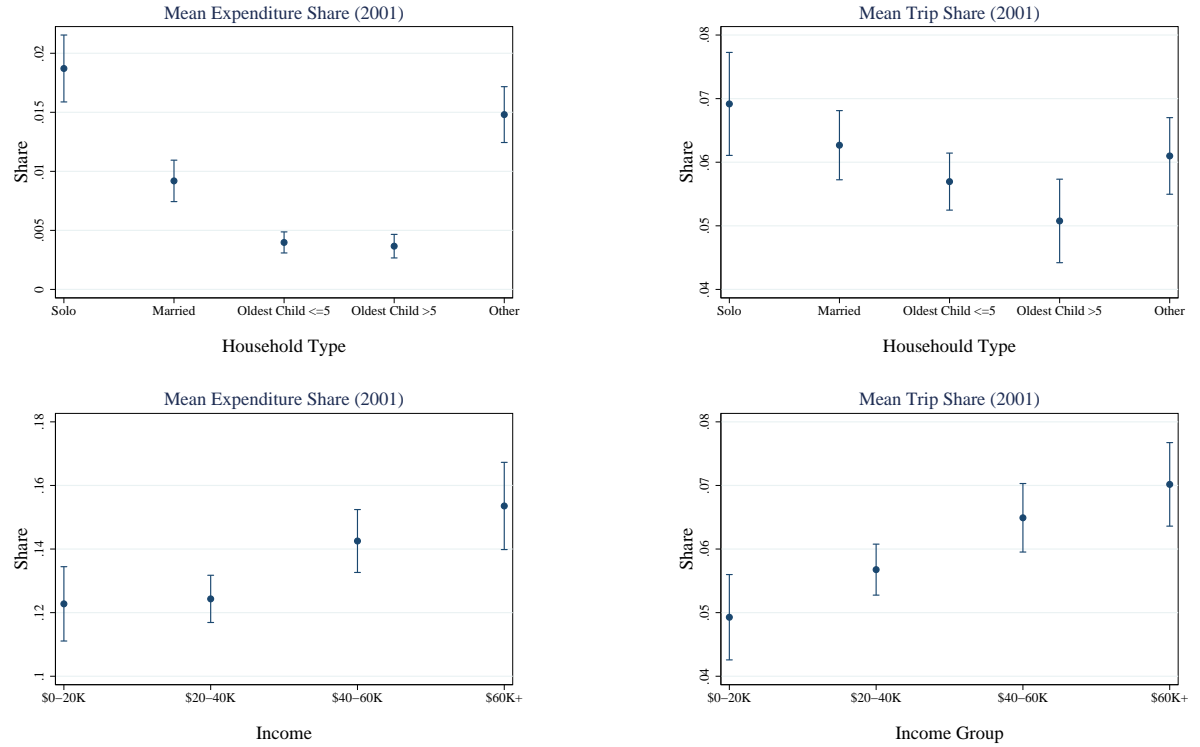 Mean Expenditure Share (2001)
Share
.02
.015
.01
.005
0
Solo
Married
Oldest Child <=5
Oldest Child >5
Other
Household Type
Mean Trip Share (2001)
Share
.08
.07
.06
.05
.04
Solo
Married
Oldest Child <=5
Oldest Child >5
Other
Househould Type
Mean Expenditure Share (2001)
Share
.18
.16
.14
.12
.1
$0–20K
$20–40K
$40–60K
$60K+
Income
Mean Trip Share (2001)
Share
.08
.07
.06
.05
.04
$0–20K
$20–40K
$40–60K
$60K+
Income Group